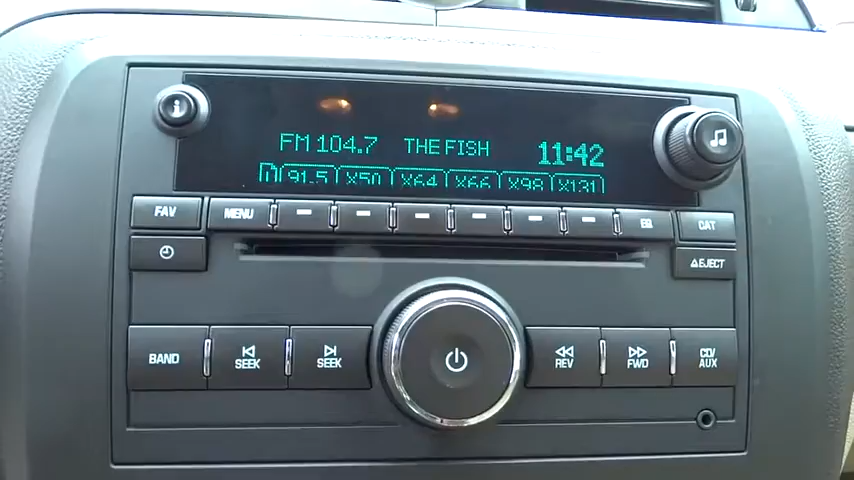 FM 104.7 THE FISH 11:42
91.5 X50 X64 X66 X98 X131
FAV MENU EQ CAT
EJECT
BAND SEEK SEEK REV FWD CD/
AUX